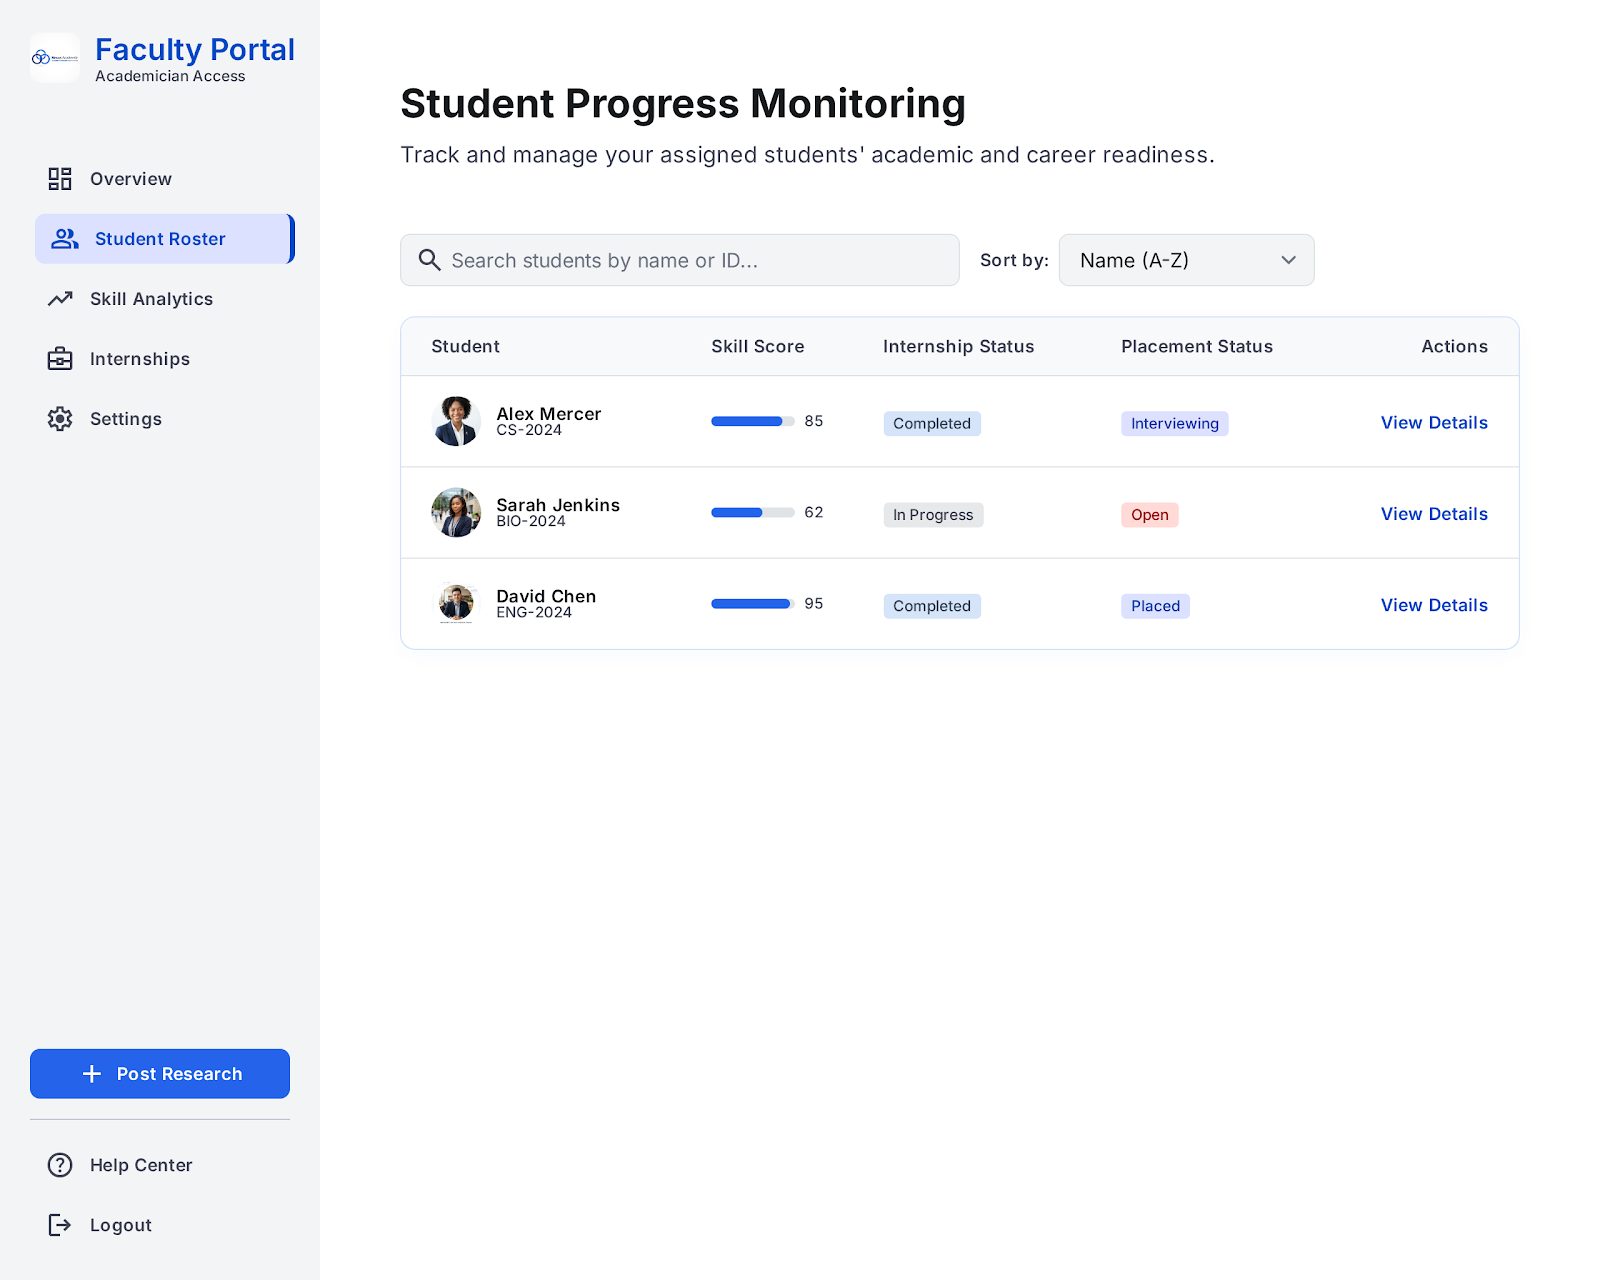 Faculty Portal
Academician Access
Overview
Student Roster
Skill Analytics
Internships
Settings
Post Research
Help Center
Logout
Student Progress Monitoring
Track and manage your assigned students' academic and career readiness.
Search students by name or ID...
Sort by:
Name (A-Z)
Student Skill Score Internship Status Placement Status Actions
Alex Mercer
CS-2024
85 Completed Interviewing View Details
Sarah Jenkins
BIO-2024
62 In Progress Open View Details
David Chen
ENG-2024
95 Completed Placed View Details